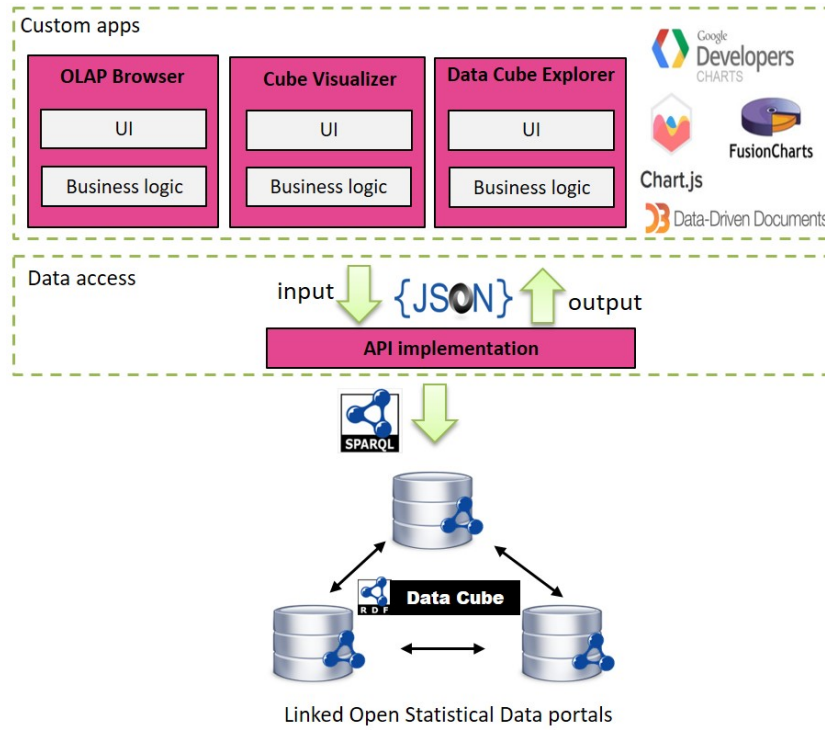 Custom apps
OLAP Browser
UI
Business logic
Cube Visualizer
UI
Business logic
Data Cube Explorer
UI
Business logic
Google
Developers
CHARTS
Chart.js
FusionCharts
D3 Data-Driven Documents
Data access
input
{JSON}
output
API implementation
SPARQL
RDF
Data Cube
Linked Open Statistical Data portals